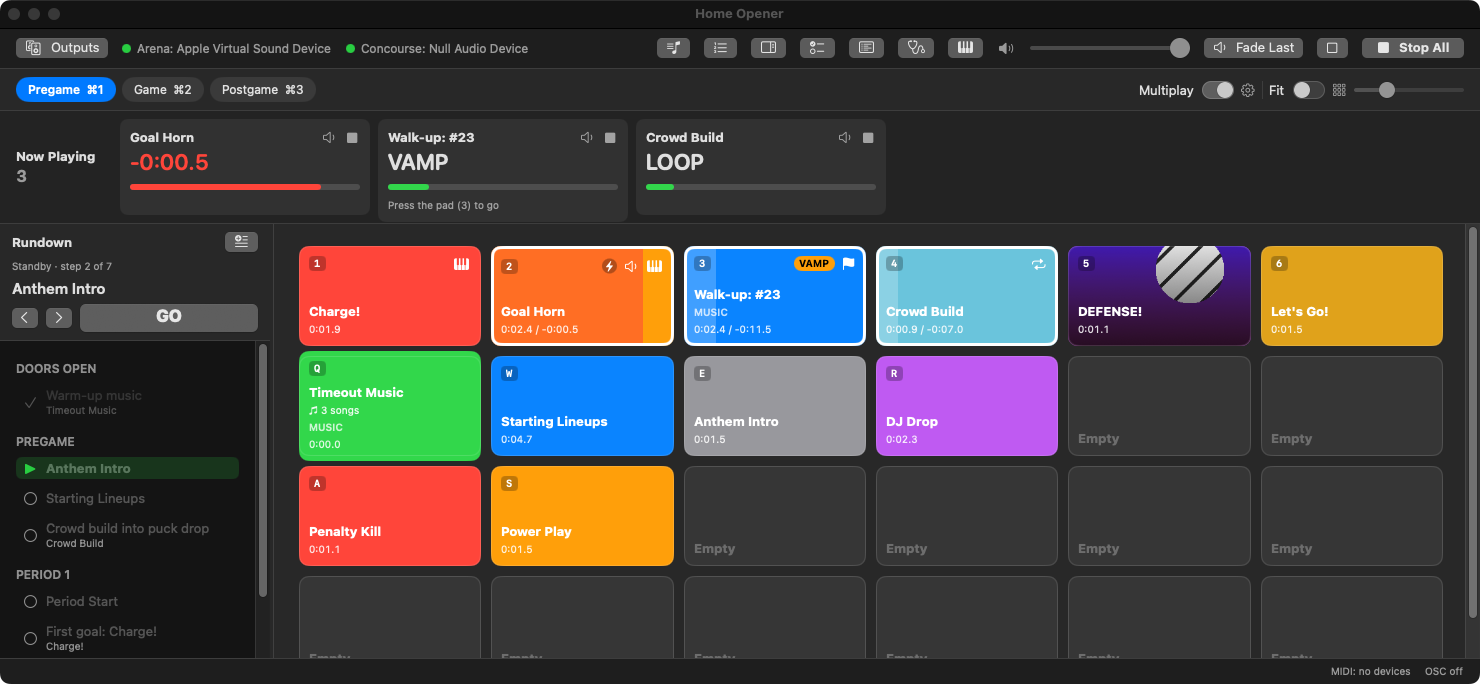 Home Opener
Outputs
Arena: Apple Virtual Sound Device
Concourse: Null Audio Device
Fade Last
Stop All
Pregame ⌘1
Game ⌘2
Postgame ⌘3
Multiplay
Fit
Now Playing
3
Goal Horn
-0:00.5
Walk-up: #23
VAMP
Press the pad (3) to go
Crowd Build
LOOP
Rundown
Standby · step 2 of 7
Anthem Intro
GO
DOORS OPEN
Warm-up music
Timeout Music
PREGAME
Anthem Intro
Starting Lineups
Crowd build into puck drop
Crowd Build
PERIOD 1
Period Start
First goal: Charge!
Charge!
1
Charge!
0:01.9
2
Goal Horn
0:02.4 / -0:00.5
3
VAMP
Walk-up: #23
MUSIC
0:02.4 / -0:11.5
4
Crowd Build
0:00.9 / -0:07.0
5
DEFENSE!
0:01.1
6
Let's Go!
0:01.5
Q
Timeout Music
3 songs
MUSIC
0:00.0
W
Starting Lineups
0:04.7
E
Anthem Intro
0:01.5
R
DJ Drop
0:02.3
Empty
Empty
A
Penalty Kill
0:01.1
S
Power Play
0:01.5
Empty
Empty
Empty
Empty
Empty
Empty
Empty
Empty
Empty
Empty
MIDI: no devices
OSC off